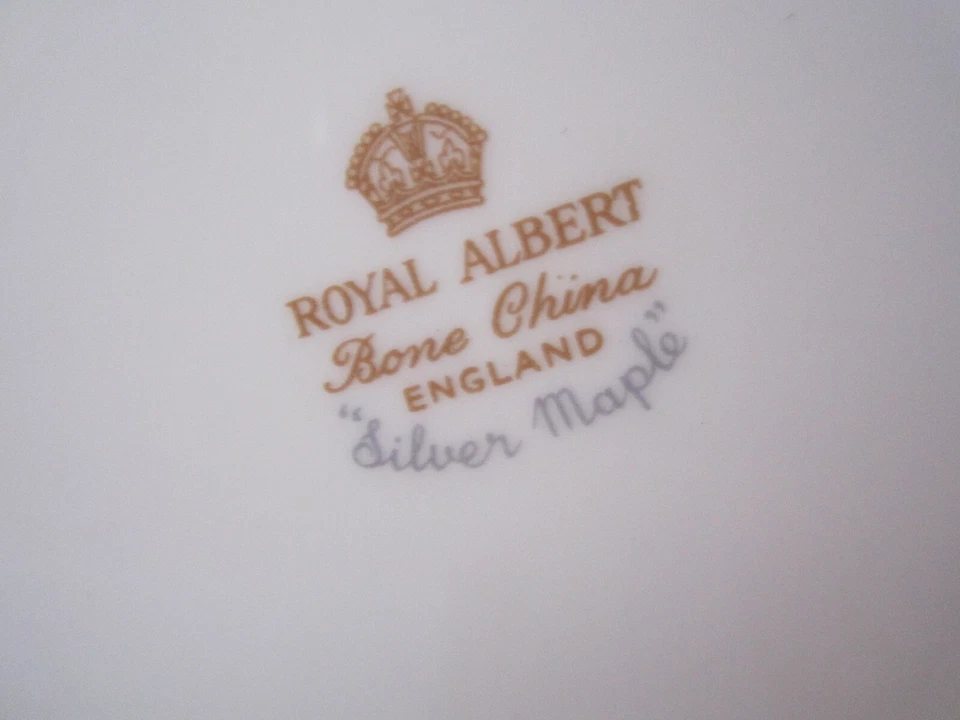 ROYAL ALBERT
Bone China
ENGLAND
"Silver Maple"